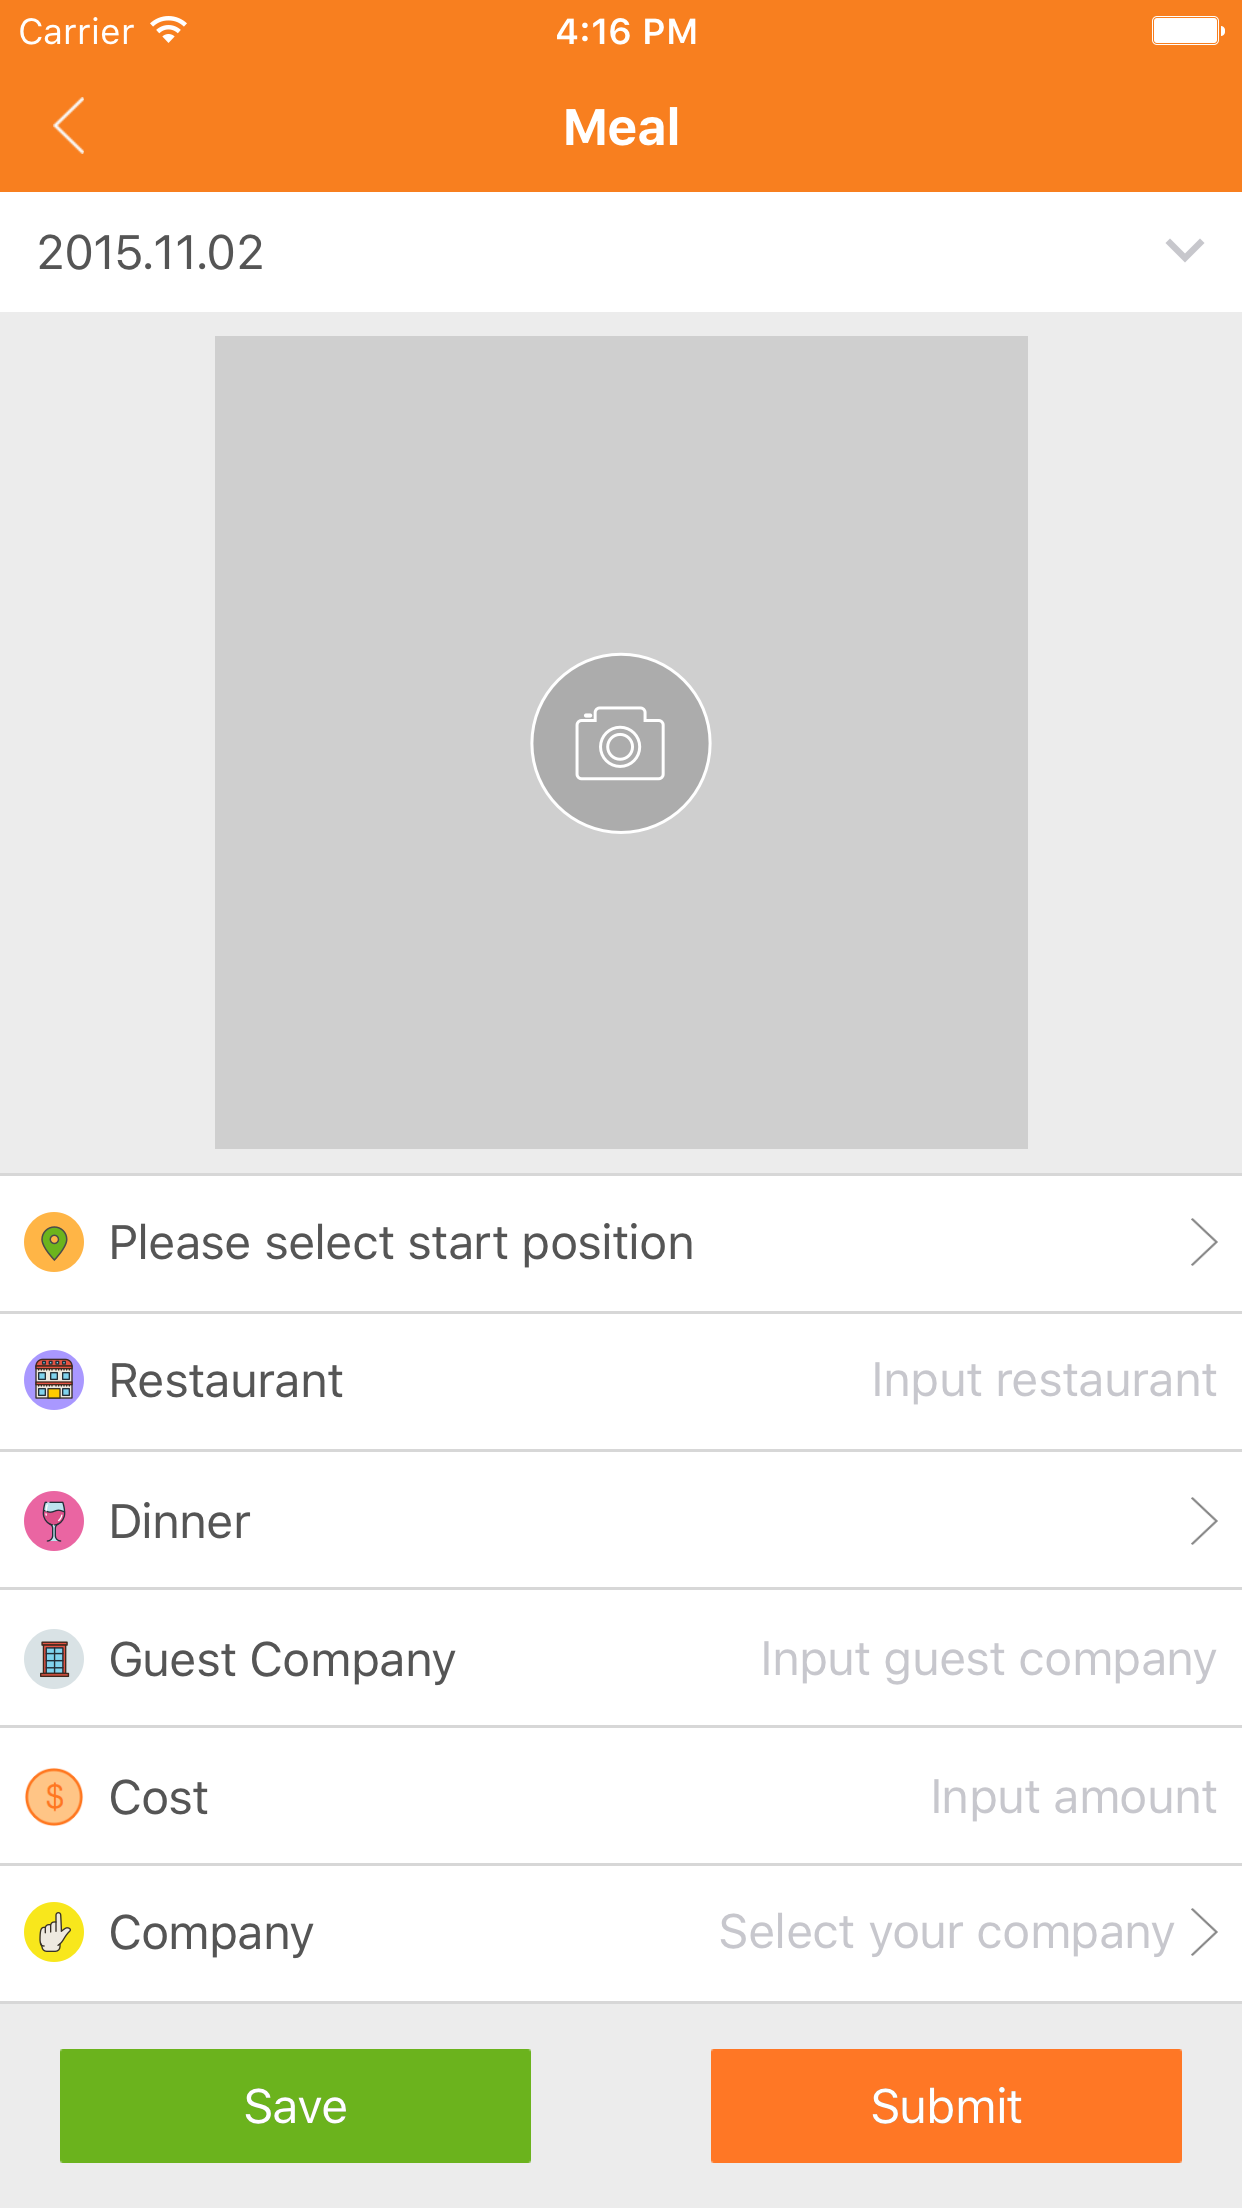 Carrier 4:16 PM
Meal
2015.11.02
Please select start position
Restaurant Input restaurant
Dinner
Guest Company Input guest company
$ Cost Input amount
Company Select your company
Save Submit